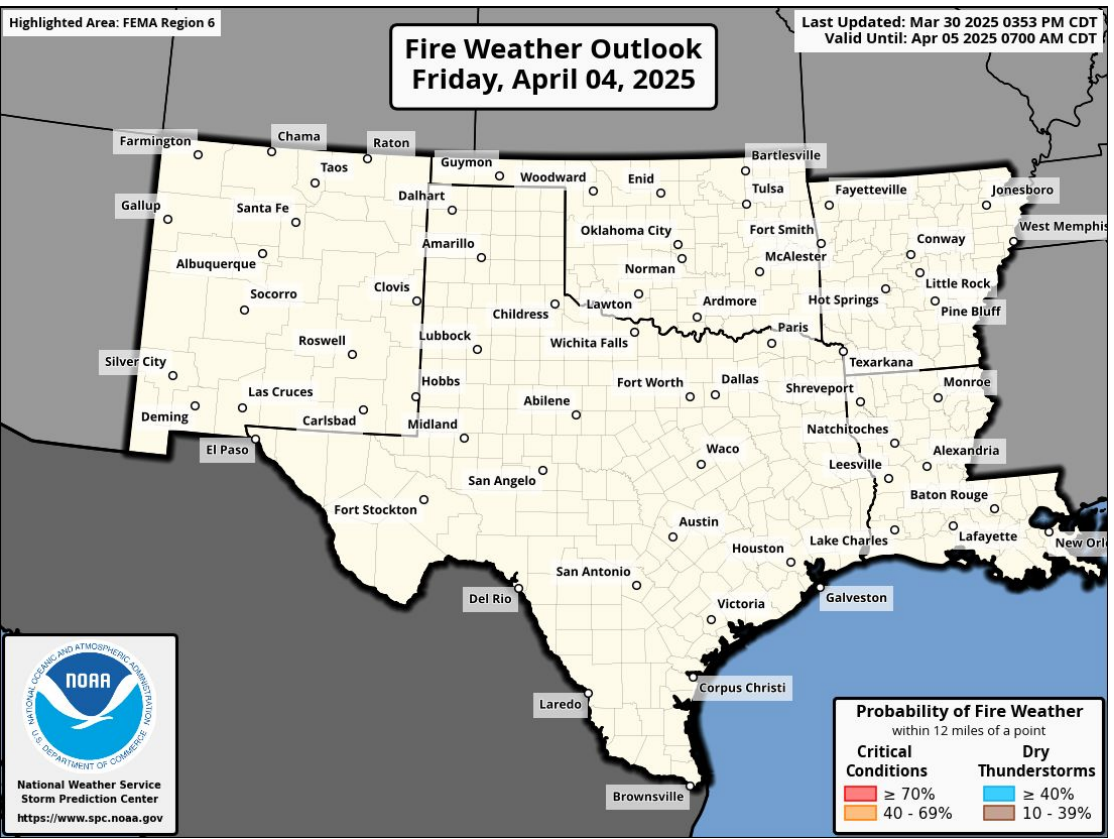 Highlighted Area: FEMA Region 6
Fire Weather Outlook
Friday, April 04, 2025
Last Updated: Mar 30 2025 0353 PM CDT
Valid Until: Apr 05 2025 0700 AM CDT
Farmington
Chama
Raton
Taos
Guymon
Woodward
Enid
Bartlesville
Tulsa
Fayetteville
Jonesboro
Gallup
Santa Fe
Dalhart
West Memphis
Oklahoma City
Fort Smith
Conway
Albuquerque
Amarillo
Norman
McAlester
Little Rock
Socorro
Clovis
Childress
Lawton
Ardmore
Hot Springs
Pine Bluff
Roswell
Lubbock
Wichita Falls
Paris
Texarkana
Silver City
Las Cruces
Hobbs
Fort Worth
Dallas
Shreveport
Monroe
Deming
Carlsbad
Midland
Abilene
Natchitoches
El Paso
Waco
Leesville
Alexandria
San Angelo
Fort Stockton
Baton Rouge
Austin
Houston
Lake Charles
Lafayette
New Orl
San Antonio
Del Rio
Victoria
Galveston
Laredo
Corpus Christi
Brownsville
NATIONAL OCEANIC AND ATMOSPHERIC ADMINISTRATION
NOAA
U.S. DEPARTMENT OF COMMERCE
National Weather Service
Storm Prediction Center
https://www.spc.noaa.gov
Probability of Fire Weather
within 12 miles of a point
Critical
Conditions
≥ 70%
40 - 69%
Dry
Thunderstorms
≥ 40%
10 - 39%